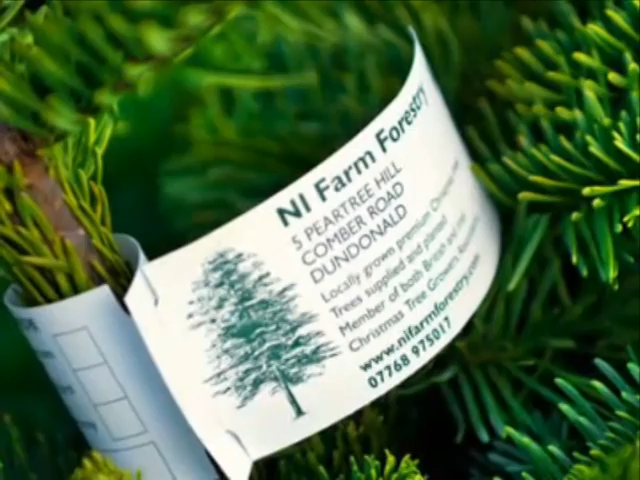 NI Farm Forestry
5 PEARTREE HILL
COMBER ROAD
DUNDONALD
Locally grown premium Christmas
Trees supplied and planted
Member of both British and
Christmas Tree Growers
www.nifarmforestry.com
07768 975017